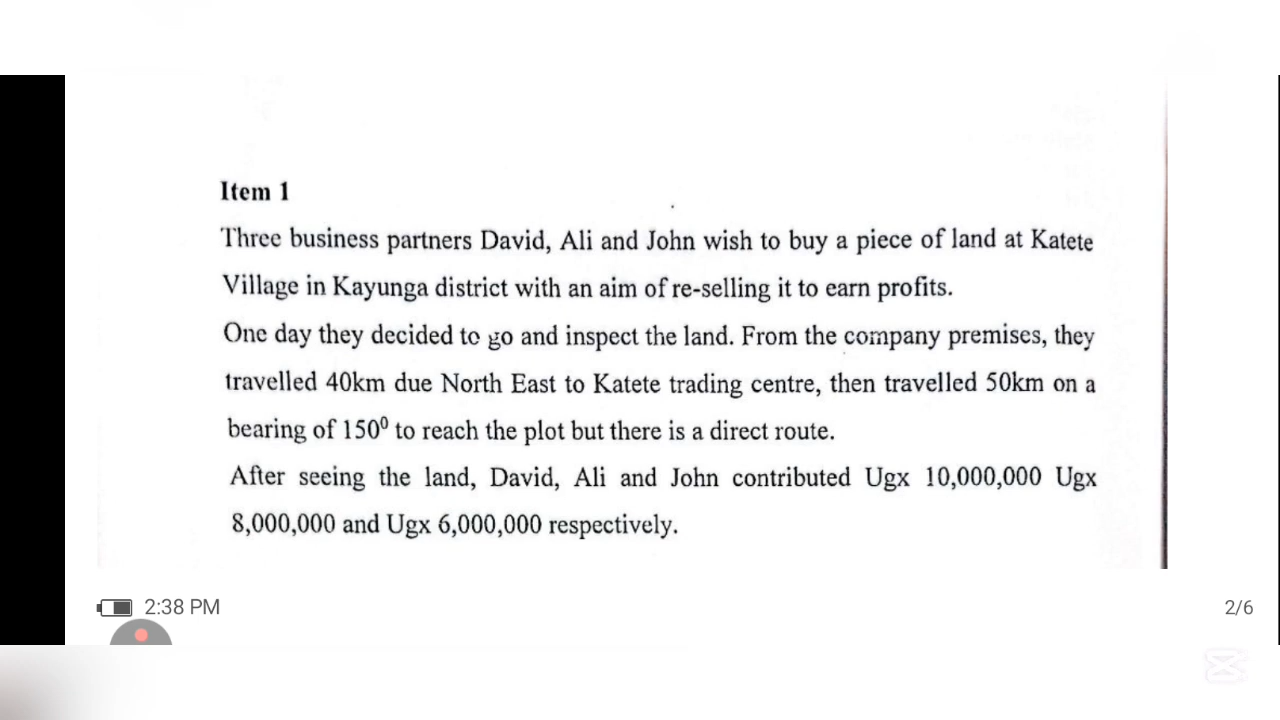 Item 1
Three business partners David, Ali and John wish to buy a piece of land at Katete
Village in Kayunga district with an aim of re-selling it to earn profits.
One day they decided to go and inspect the land. From the company premises, they
travelled 40km due North East to Katete trading centre, then travelled 50km on a
bearing of 150⁰ to reach the plot but there is a direct route.
After seeing the land, David, Ali and John contributed Ugx 10,000,000 Ugx
8,000,000 and Ugx 6,000,000 respectively.
2:38 PM
2/6